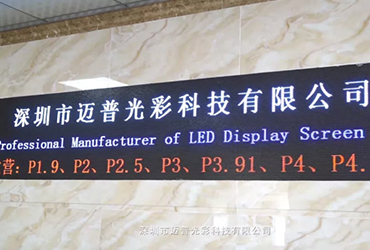 深圳市迈普光彩科技有限公司
Professional Manufacturer of LED Display Screen
营: P1.9, P2, P2.5, P3, P3.91, P4, P4.
深圳市迈普光彩科技有限公司